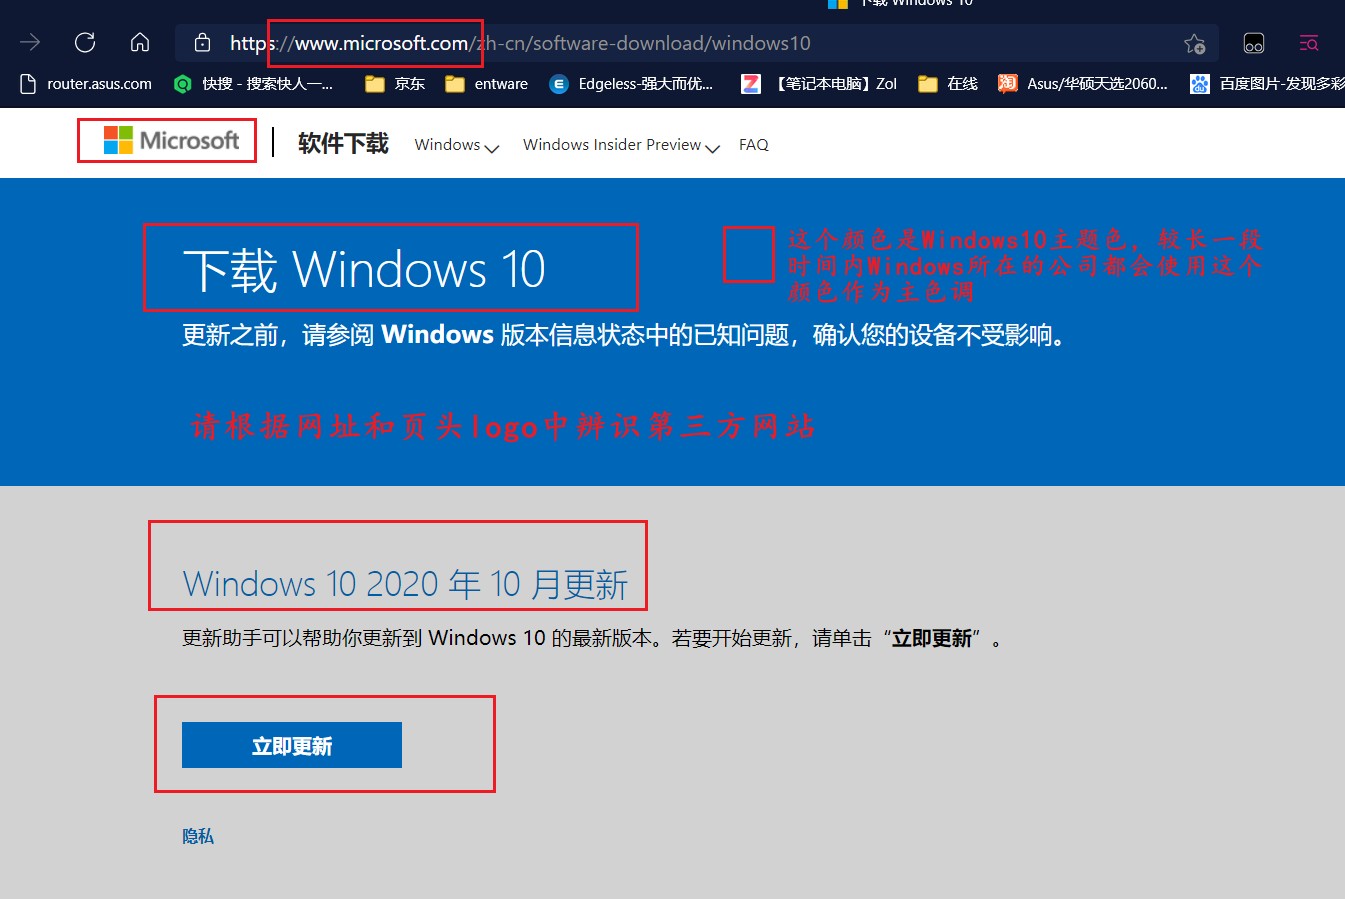 下载 Windows 10
https://www.microsoft.com/zh-cn/software-download/windows10
router.asus.com
快搜 - 搜索快人一...
京东
entware
Edgeless-强大而优...
【笔记本电脑】Zol
在线
Asus/华硕天选2060...
百度图片-发现多彩
Microsoft
软件下载
Windows
Windows Insider Preview
FAQ
下载 Windows 10
这个颜色是Windows10主题色，较长一段
时间内Windows所在的公司都会使用这个
颜色作为主色调
更新之前，请参阅 Windows 版本信息状态中的已知问题，确认您的设备不受影响。
请根据网址和页头logo中辨识第三方网站
Windows 10 2020 年 10 月更新
更新助手可以帮助你更新到 Windows 10 的最新版本。若要开始更新，请单击“立即更新”。
立即更新
隐私